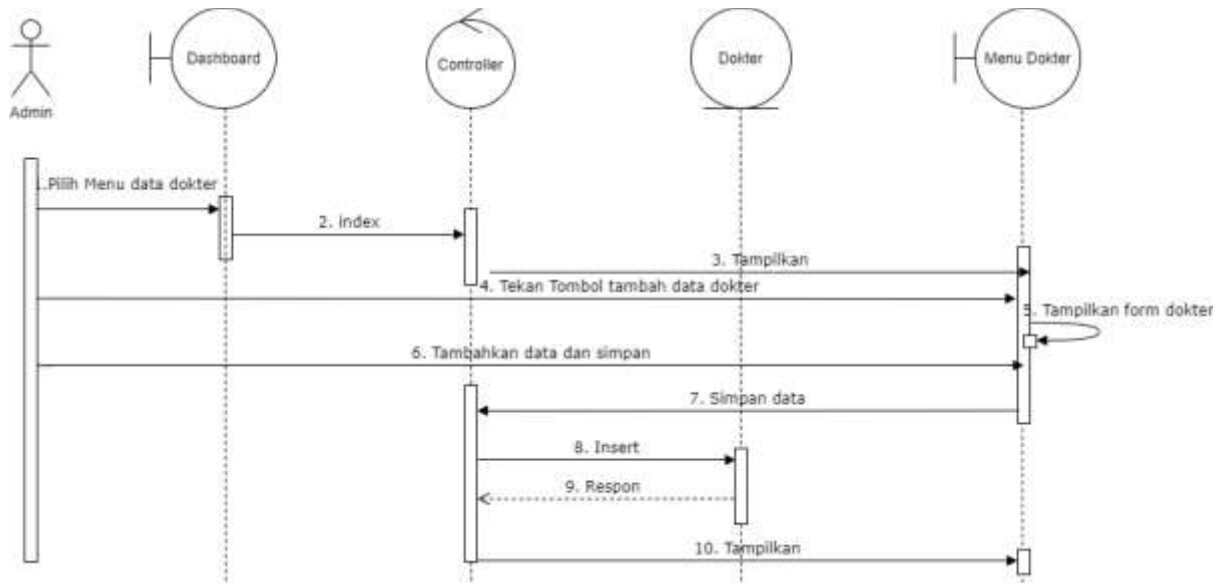 Dashboard
Controller
Dokter
Menu Dokter
Admin
1.Pilih Menu data dokter
2. index
3. Tampilkan
4. Tekan Tombol tambah data dokter
5. Tampilkan form dokter
6. Tambahkan data dan simpan
7. Simpan data
8. Insert
9. Respon
10. Tampilkan